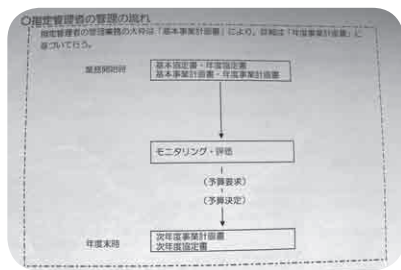 〇指定管理者の管理の流れ
指定管理者の管理業務の大枠は「基本事業計画書」により、詳細は「年度事業計画書」に
基づいて行う。
業務開始時
基本協定書・年度協定書
基本事業計画書・年度事業計画書
モニタリング・評価
(予算要求)
(予算決定)
年度末時
次年度事業計画書
次年度協定書